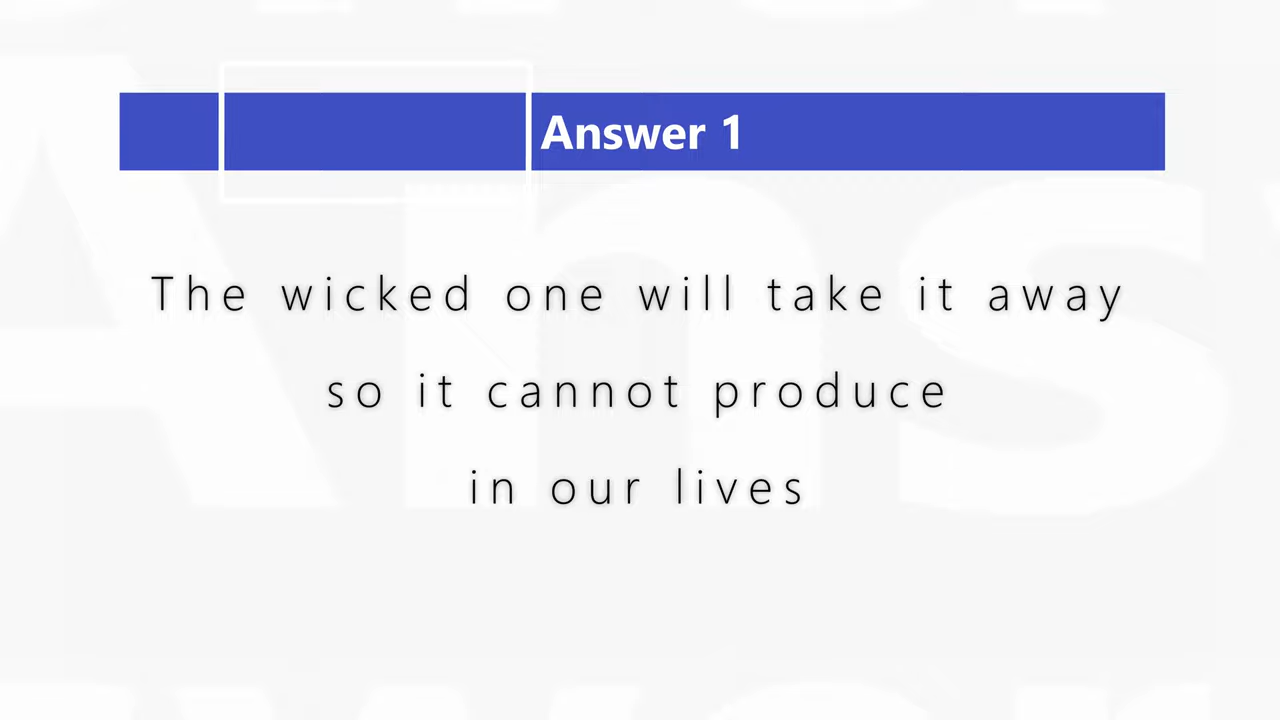 Answer 1
The wicked one will take it away
so it cannot produce
in our lives